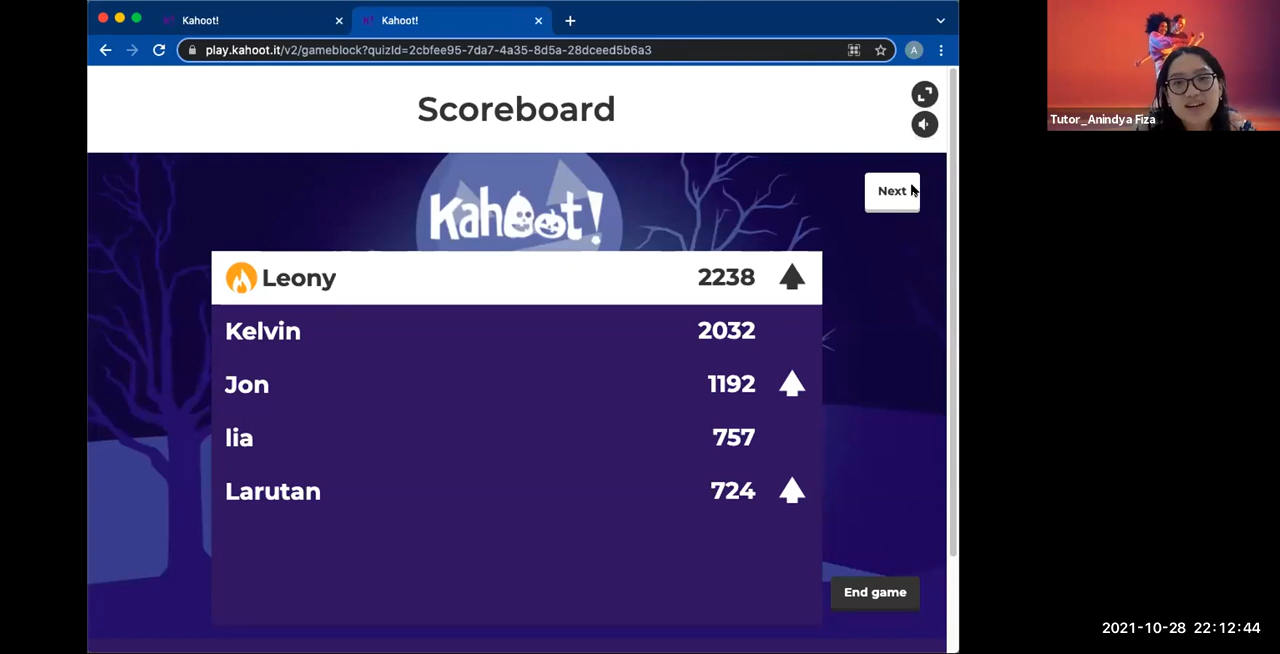 Kahoot!
Kahoot!
play.kahoot.it/v2/gameblock?quizId=2cbfee95-7da7-4a35-8d5a-28dceed5b6a3
A
Scoreboard
Kahoot!
Next
Leony 2238
Kelvin 2032
Jon 1192
lia 757
Larutan 724
End game
Tutor_Anindya Fiza
2021-10-28 22:12:44